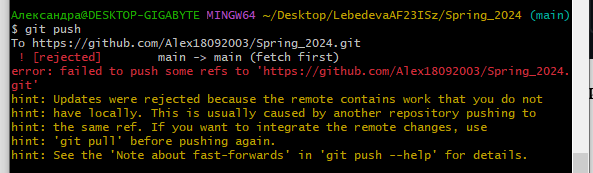 Александра@DESKTOP-GIGABYTE MINGW64 ~/Desktop/LebedevaAF23ISz/Spring_2024 (main)
$ git push
To https://github.com/Alex18092003/Spring_2024.git
 ! [rejected]        main -> main (fetch first)
error: failed to push some refs to 'https://github.com/Alex18092003/Spring_2024.
git'
hint: Updates were rejected because the remote contains work that you do not
hint: have locally. This is usually caused by another repository pushing to
hint: the same ref. If you want to integrate the remote changes, use
hint: 'git pull' before pushing again.
hint: See the 'Note about fast-forwards' in 'git push --help' for details.